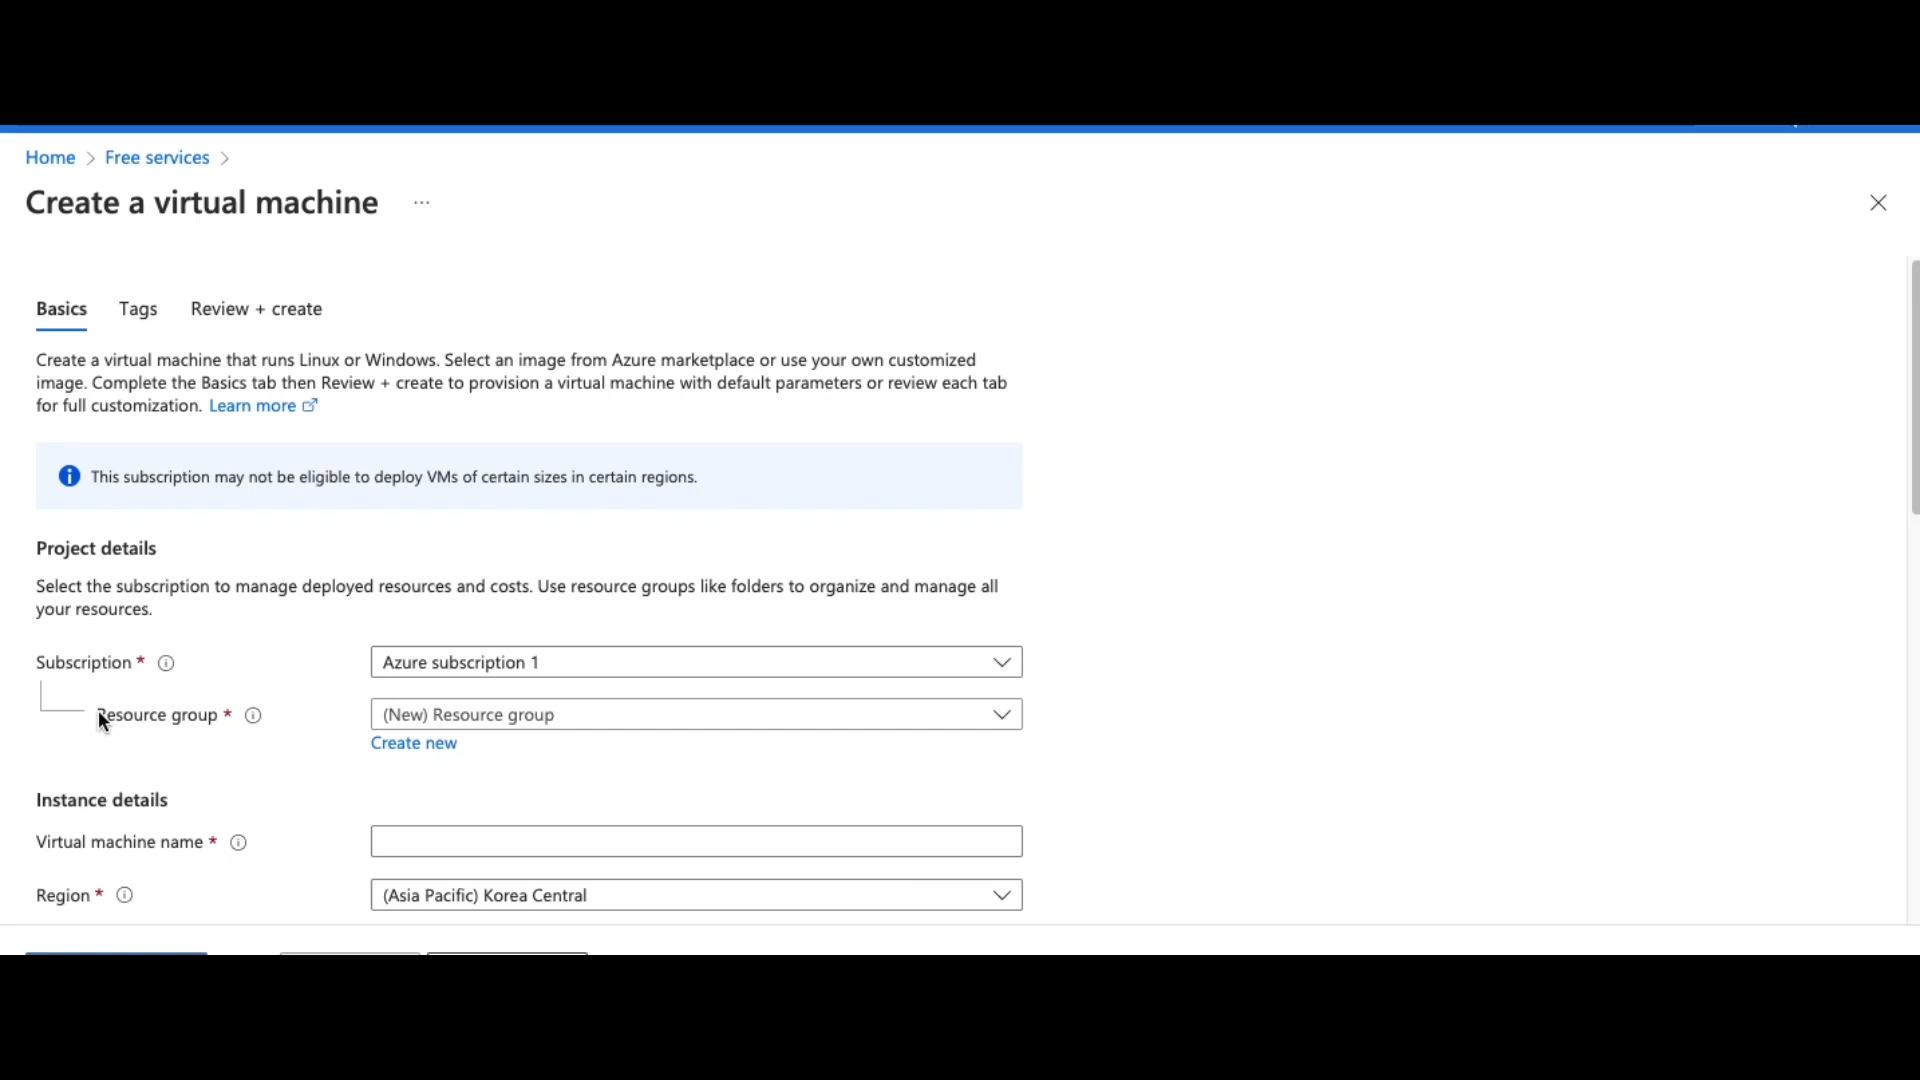 Home > Free services >
Create a virtual machine ...
Basics Tags Review + create
Create a virtual machine that runs Linux or Windows. Select an image from Azure marketplace or use your own customized
image. Complete the Basics tab then Review + create to provision a virtual machine with default parameters or review each tab
for full customization. Learn more
This subscription may not be eligible to deploy VMs of certain sizes in certain regions.
Project details
Select the subscription to manage deployed resources and costs. Use resource groups like folders to organize and manage all
your resources.
Subscription * Azure subscription 1
Resource group * (New) Resource group
Create new
Instance details
Virtual machine name *
Region * (Asia Pacific) Korea Central